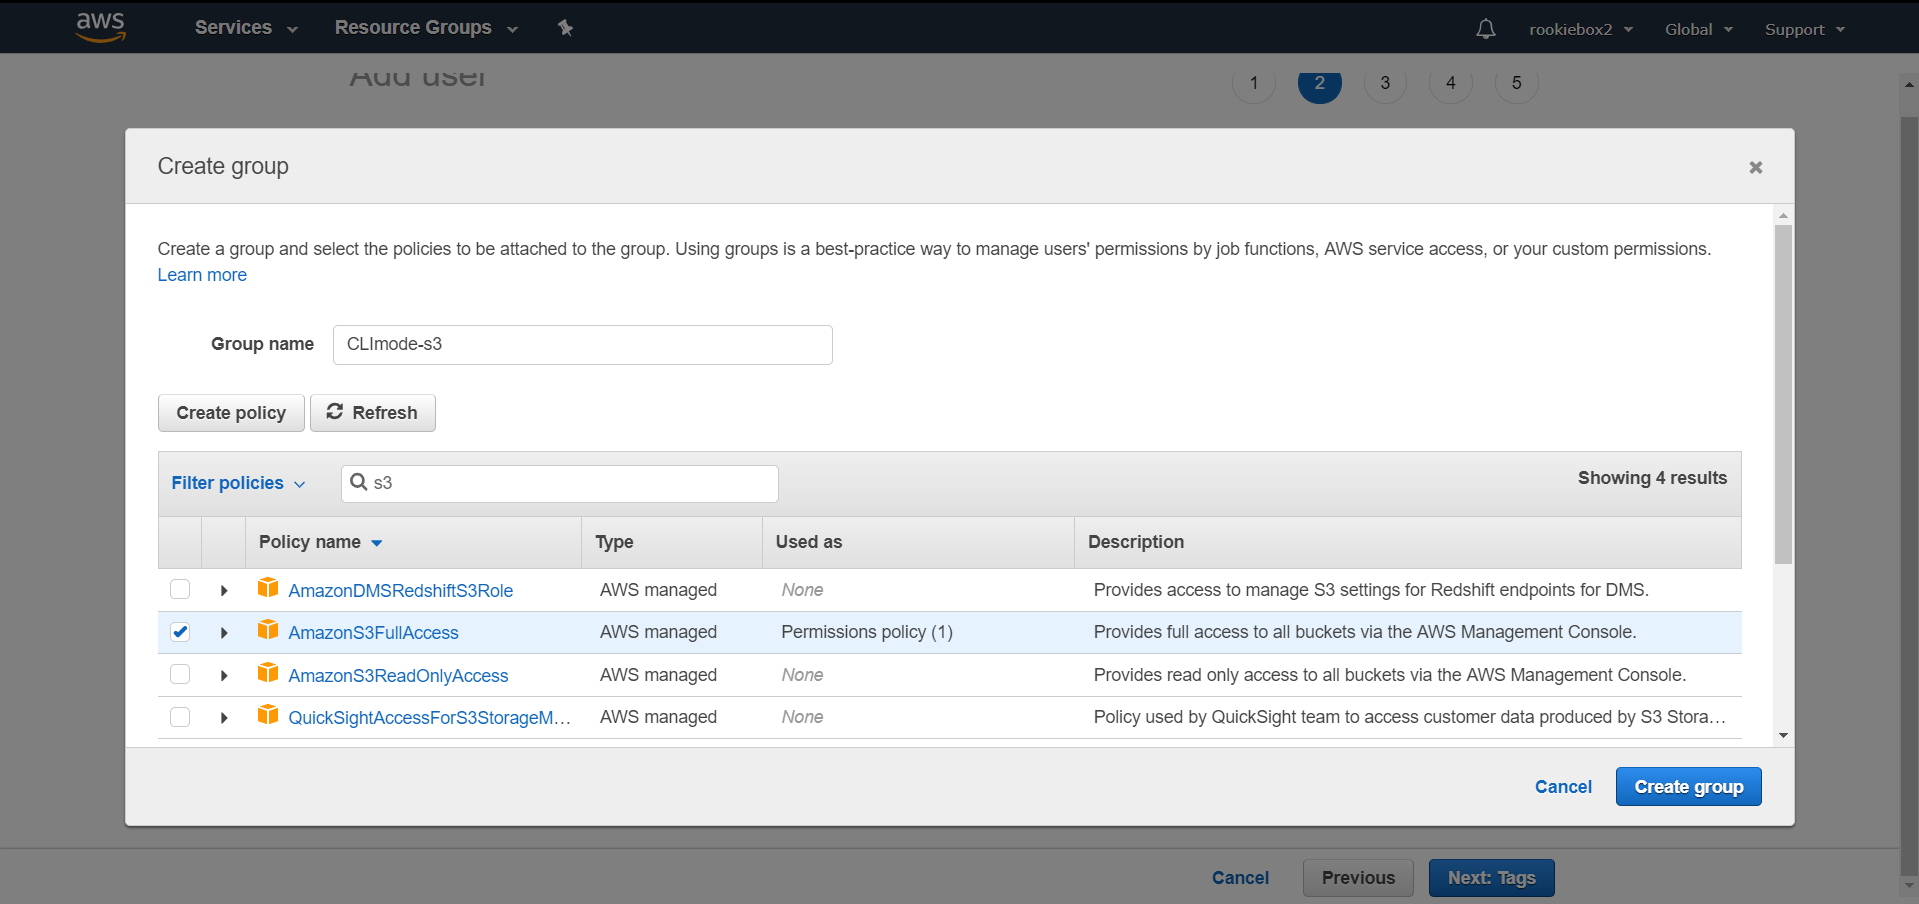 aws Services Resource Groups rookiebox2 Global Support
Add user 1 2 3 4 5
Create group
Create a group and select the policies to be attached to the group. Using groups is a best-practice way to manage users' permissions by job functions, AWS service access, or your custom permissions.
Learn more
Group name CLImode-s3
Create policy Refresh
Filter policies s3 Showing 4 results
Policy name Type Used as Description
AmazonDMSRedshiftS3Role AWS managed None Provides access to manage S3 settings for Redshift endpoints for DMS.
AmazonS3FullAccess AWS managed Permissions policy (1) Provides full access to all buckets via the AWS Management Console.
AmazonS3ReadOnlyAccess AWS managed None Provides read only access to all buckets via the AWS Management Console.
QuickSightAccessForS3StorageM… AWS managed None Policy used by QuickSight team to access customer data produced by S3 Stora…
Cancel Create group
Cancel Previous Next: Tags